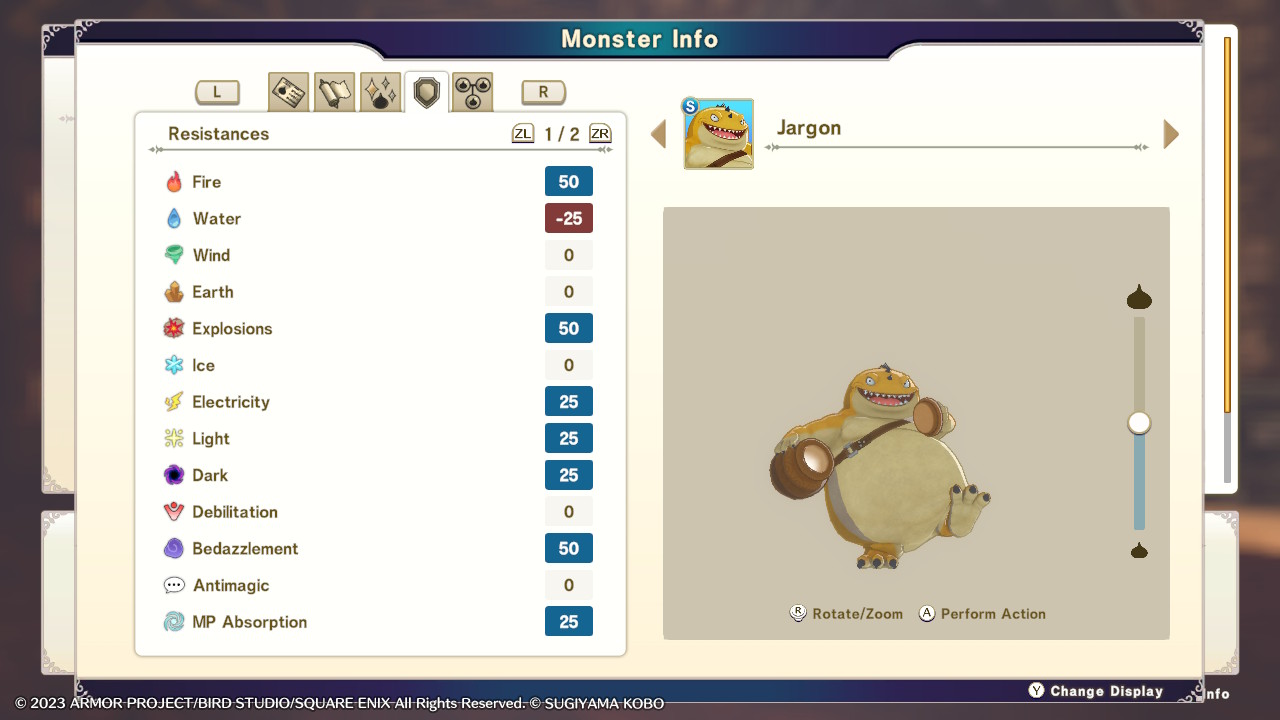 Monster Info
L
R
Resistances ZL 1 / 2 ZR
S
Jargon
Fire 50
Water -25
Wind 0
Earth 0
Explosions 50
Ice 0
Electricity 25
Light 25
Dark 25
Debilitation 0
Bedazzlement 50
Antimagic 0
MP Absorption 25
R Rotate/Zoom A Perform Action
Y Change Display
Info
© 2023 ARMOR PROJECT/BIRD STUDIO/SQUARE ENIX All Rights Reserved. © SUGIYAMA KOBO